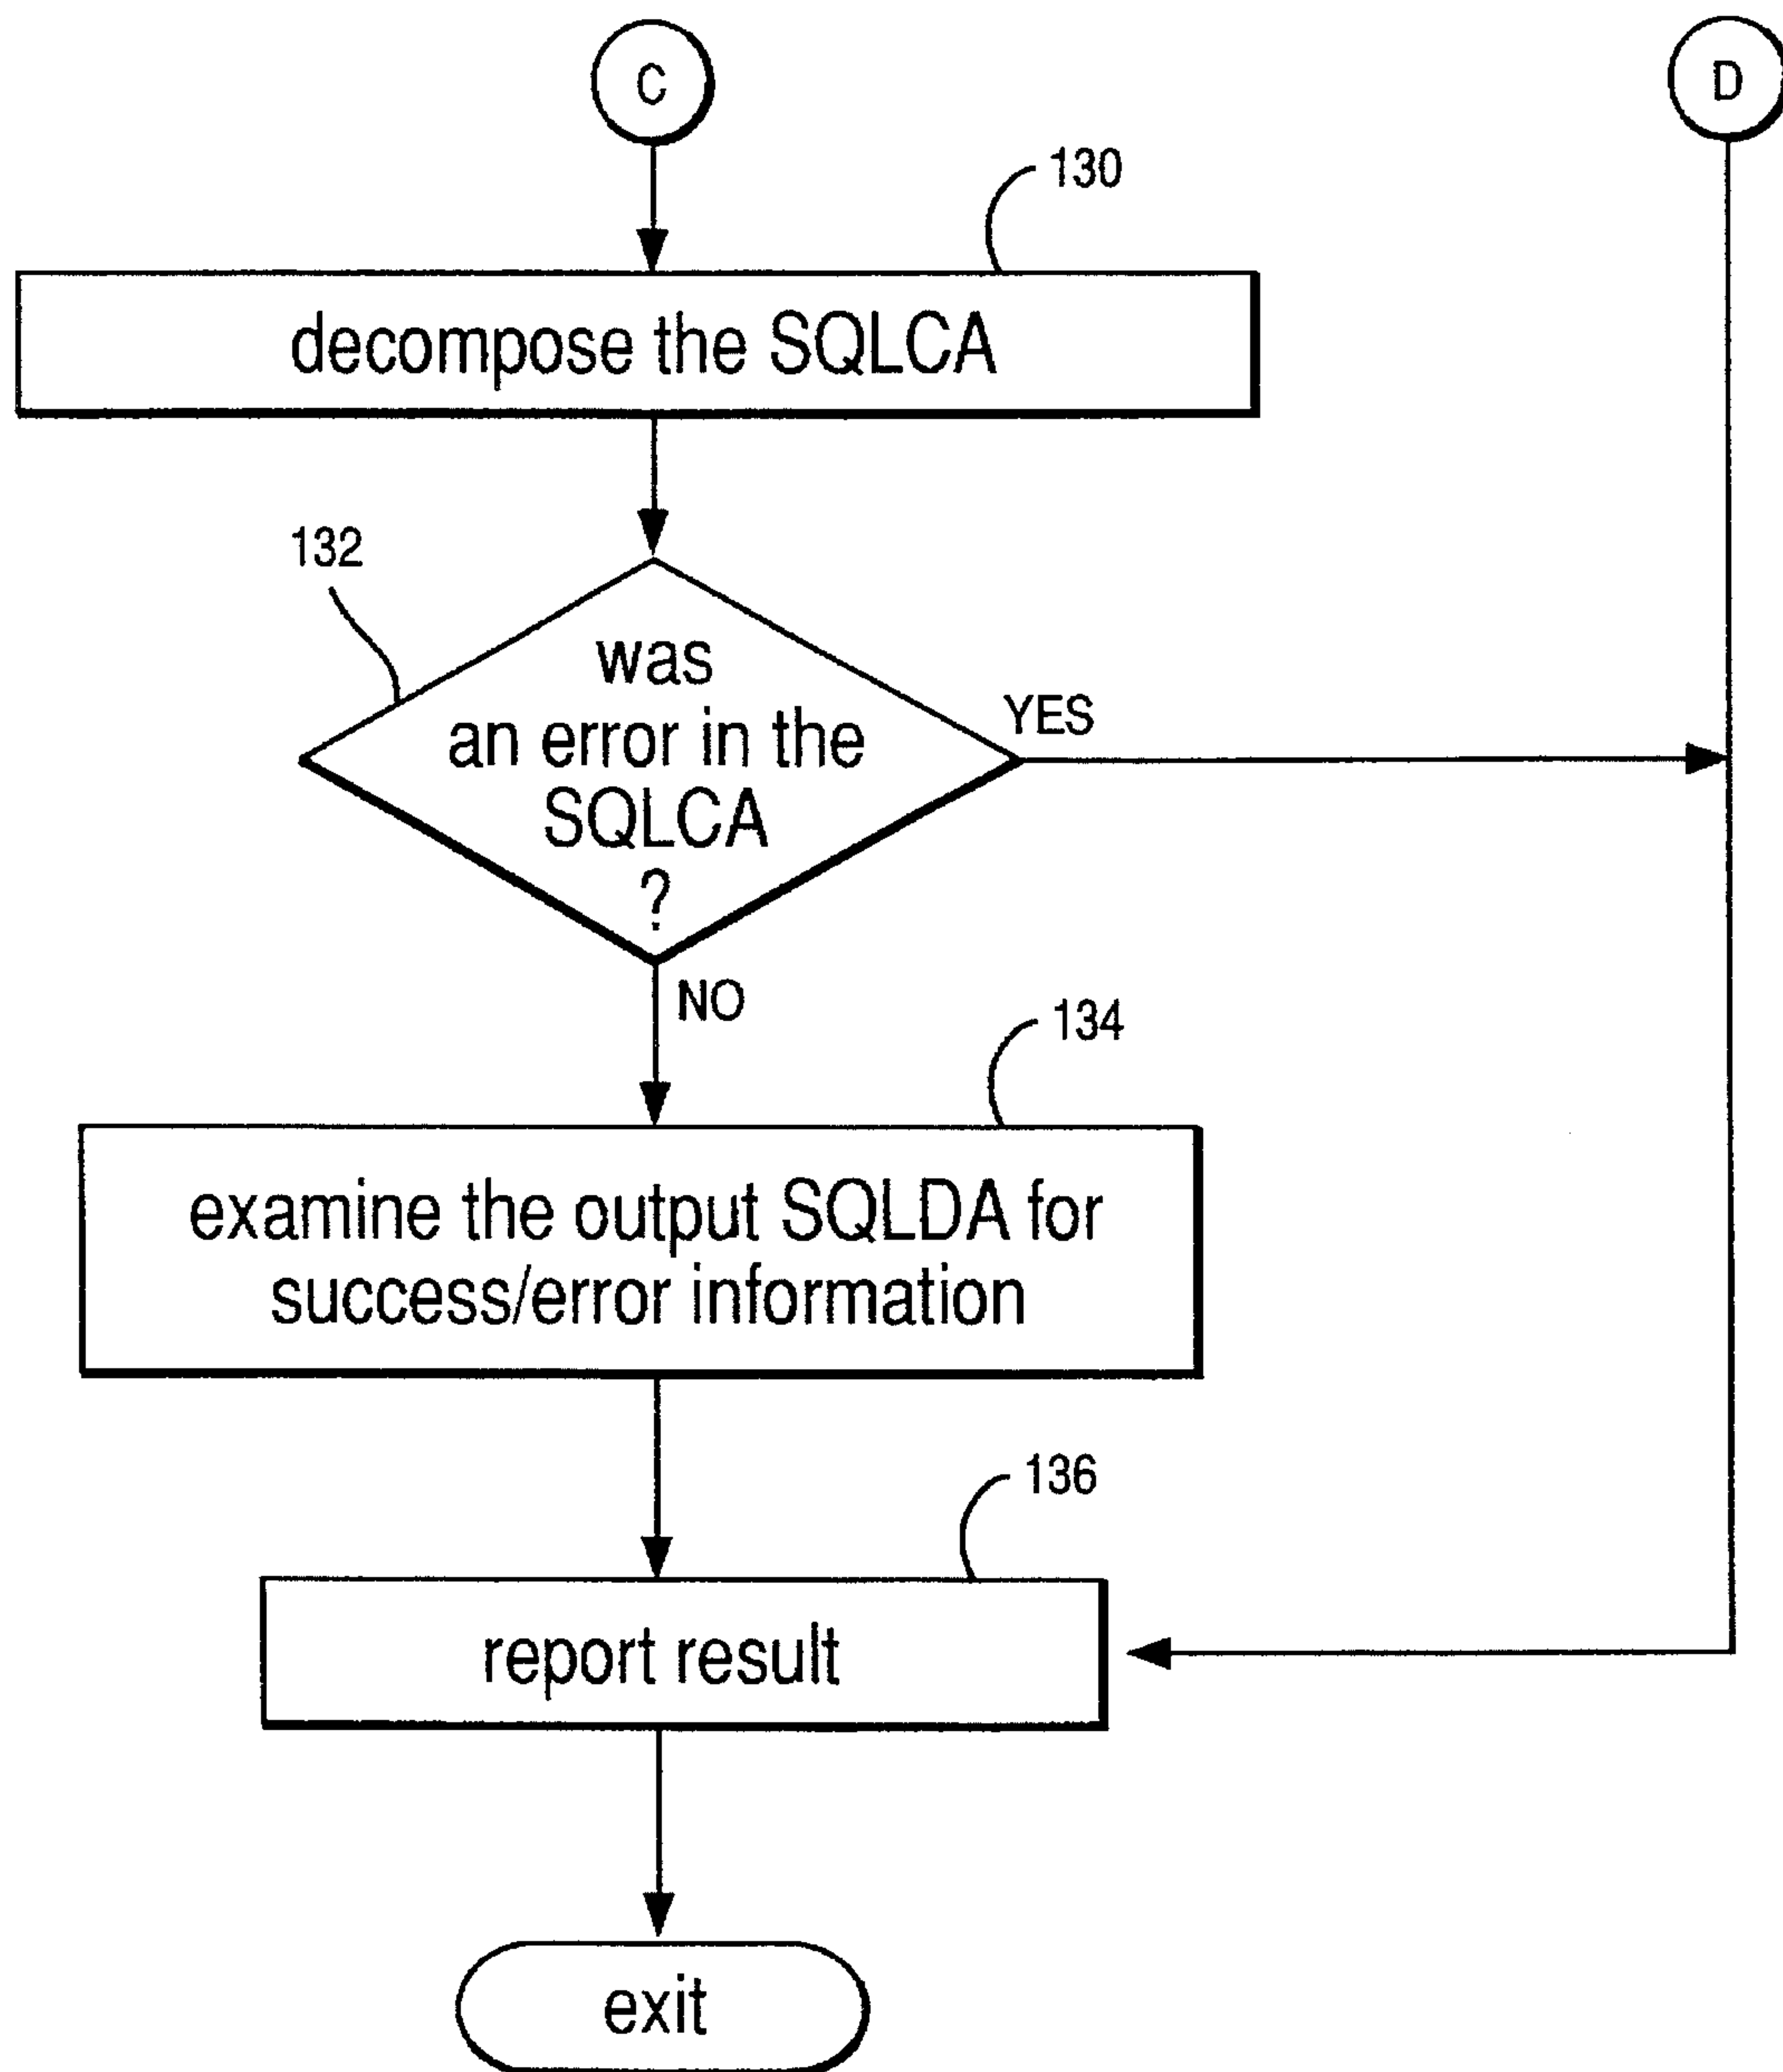 C
D
130
decompose the SQLCA
132
was
an error in the
SQLCA
?
YES
NO
134
examine the output SQLDA for
success/error information
136
report result
exit